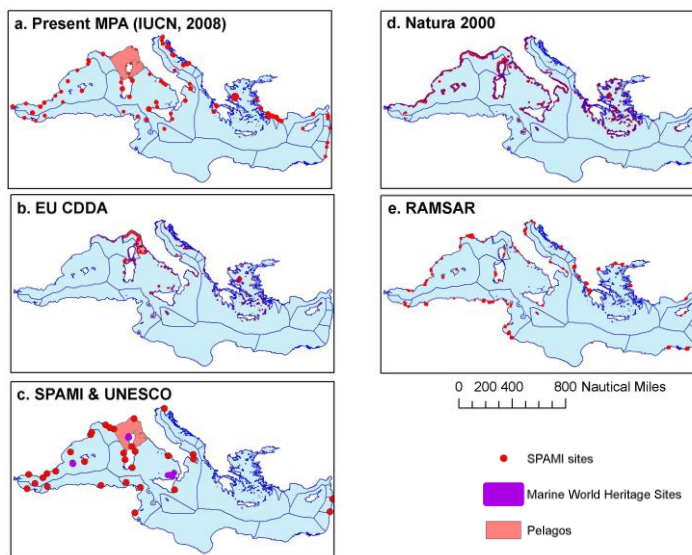 a. Present MPA (IUCN, 2008)
b. EU CDDA
c. SPAMI & UNESCO
d. Natura 2000
e. RAMSAR
0 200 400 800 Nautical Miles
SPAMI sites
Marine World Heritage Sites
Pelagos